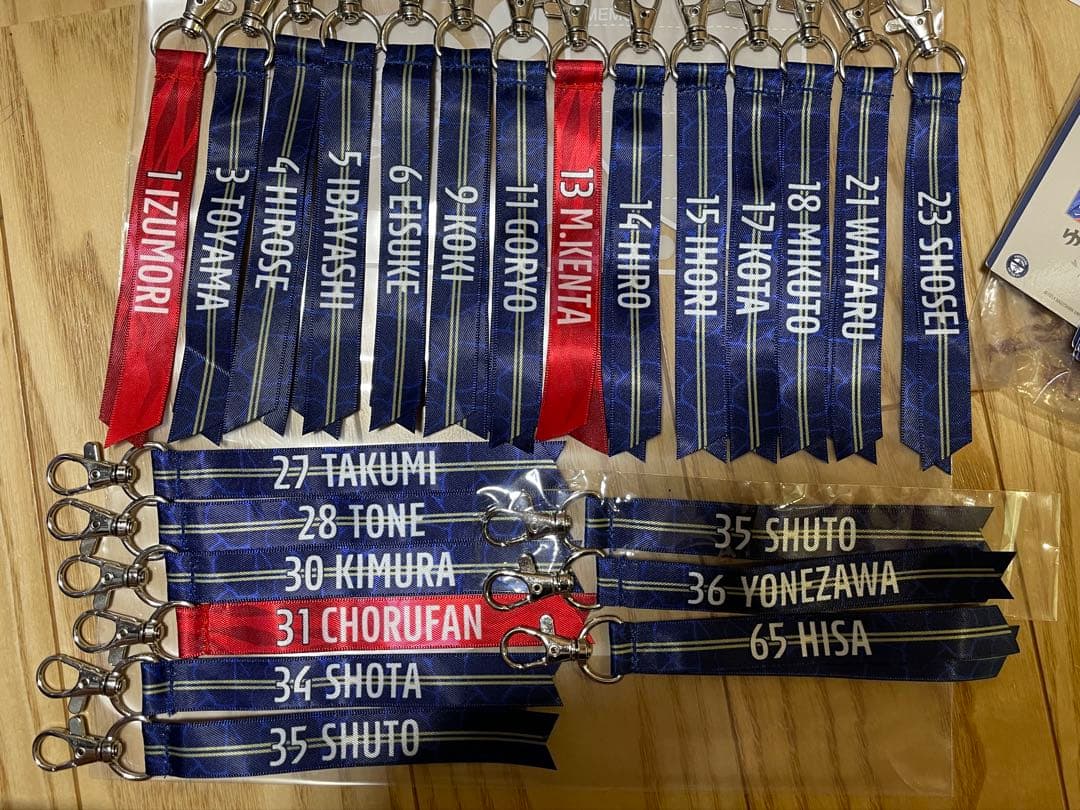 MEM
1 IZUMORI
3 TOYAMA
4 HIROSE
5 IBAYASHI
6 EISUKE
9 KOKI
11 GORYO
13 M.KENTA
14 HIRO
15 IHORI
17 KOTA
18 MIKUTO
21 WATARU
23 SHOSEI
ゆ
27 TAKUMI
28 TONE
30 KIMURA
31 CHORUFAN
34 SHOTA
35 SHUTO
35 SHUTO
36 YONEZAWA
65 HISA